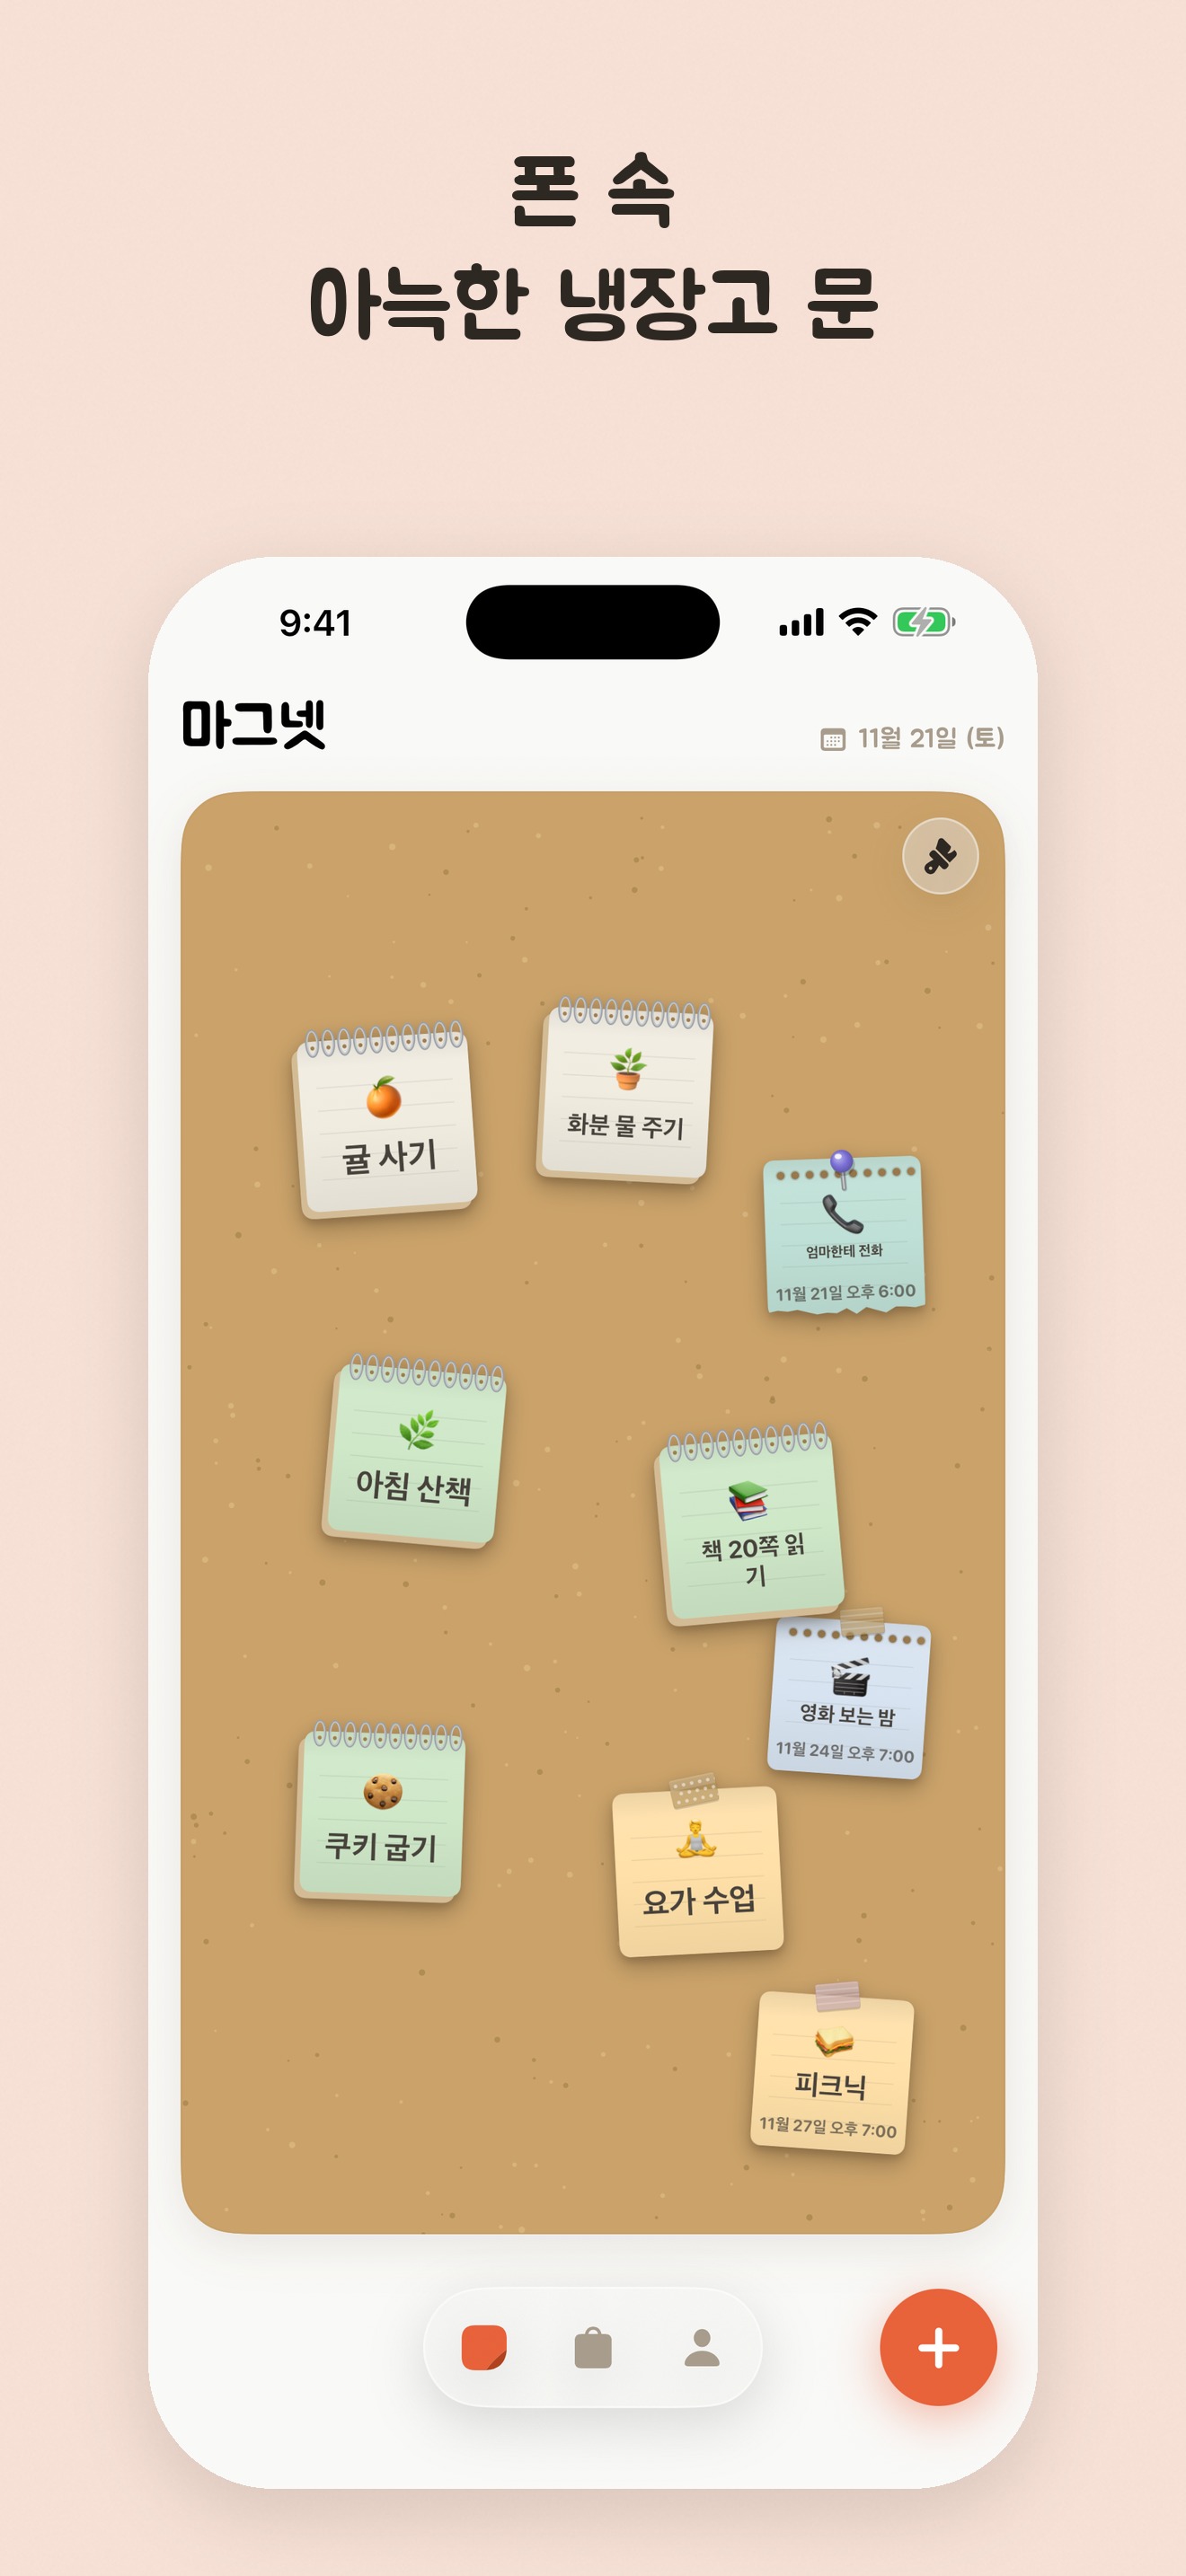 폰 속
아늑한 냉장고 문
9:41
마그넷
11월 21일 (토)
귤 사기
화분 물 주기
엄마한테 전화
11월 21일 오후 6:00
아침 산책
책 20쪽 읽
기
영화 보는 밤
11월 24일 오후 7:00
쿠키 굽기
요가 수업
피크닉
11월 27일 오후 7:00